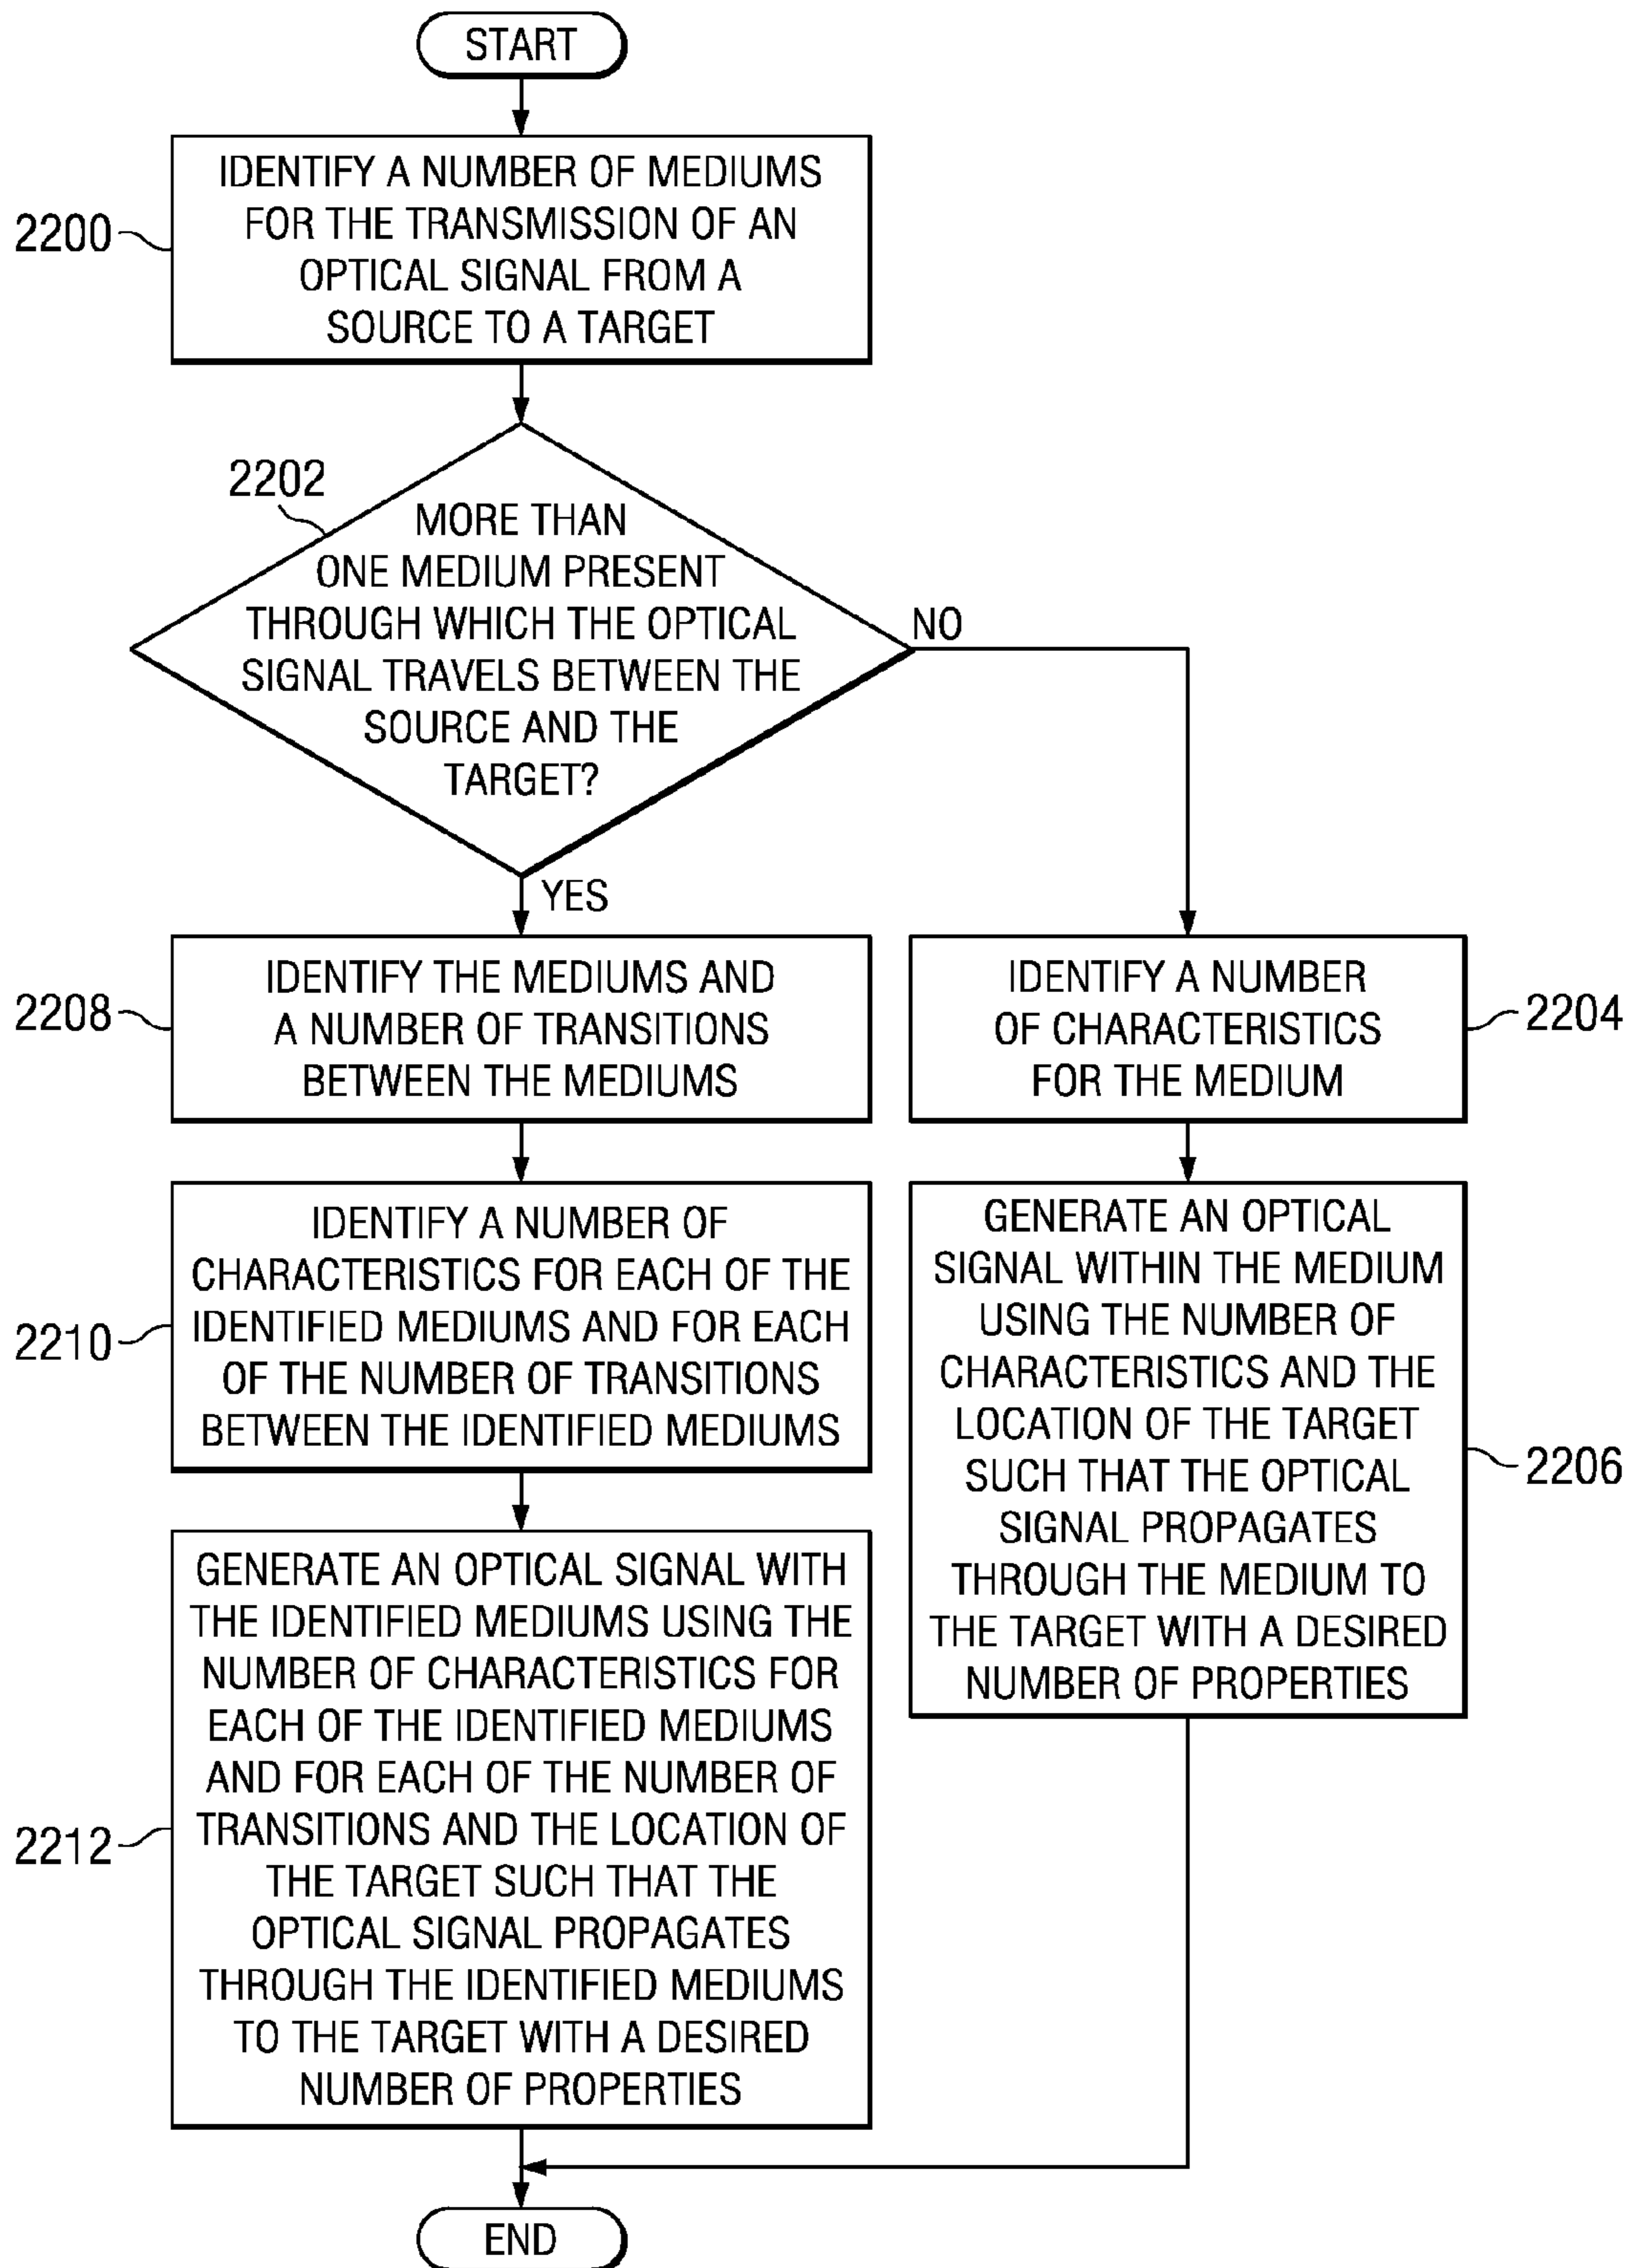 START
2200
IDENTIFY A NUMBER OF MEDIUMS
FOR THE TRANSMISSION OF AN
OPTICAL SIGNAL FROM A
SOURCE TO A TARGET
2202
MORE THAN
ONE MEDIUM PRESENT
THROUGH WHICH THE OPTICAL
SIGNAL TRAVELS BETWEEN THE
SOURCE AND THE
TARGET?
NO
YES
2208
IDENTIFY THE MEDIUMS AND
A NUMBER OF TRANSITIONS
BETWEEN THE MEDIUMS
IDENTIFY A NUMBER
OF CHARACTERISTICS
FOR THE MEDIUM
2204
2210
IDENTIFY A NUMBER OF
CHARACTERISTICS FOR EACH OF THE
IDENTIFIED MEDIUMS AND FOR EACH
OF THE NUMBER OF TRANSITIONS
BETWEEN THE IDENTIFIED MEDIUMS
GENERATE AN OPTICAL
SIGNAL WITHIN THE MEDIUM
USING THE NUMBER OF
CHARACTERISTICS AND THE
LOCATION OF THE TARGET
SUCH THAT THE OPTICAL
SIGNAL PROPAGATES
THROUGH THE MEDIUM TO
THE TARGET WITH A DESIRED
NUMBER OF PROPERTIES
2206
2212
GENERATE AN OPTICAL SIGNAL WITH
THE IDENTIFIED MEDIUMS USING THE
NUMBER OF CHARACTERISTICS FOR
EACH OF THE IDENTIFIED MEDIUMS
AND FOR EACH OF THE NUMBER OF
TRANSITIONS AND THE LOCATION OF
THE TARGET SUCH THAT THE
OPTICAL SIGNAL PROPAGATES
THROUGH THE IDENTIFIED MEDIUMS
TO THE TARGET WITH A DESIRED
NUMBER OF PROPERTIES
END